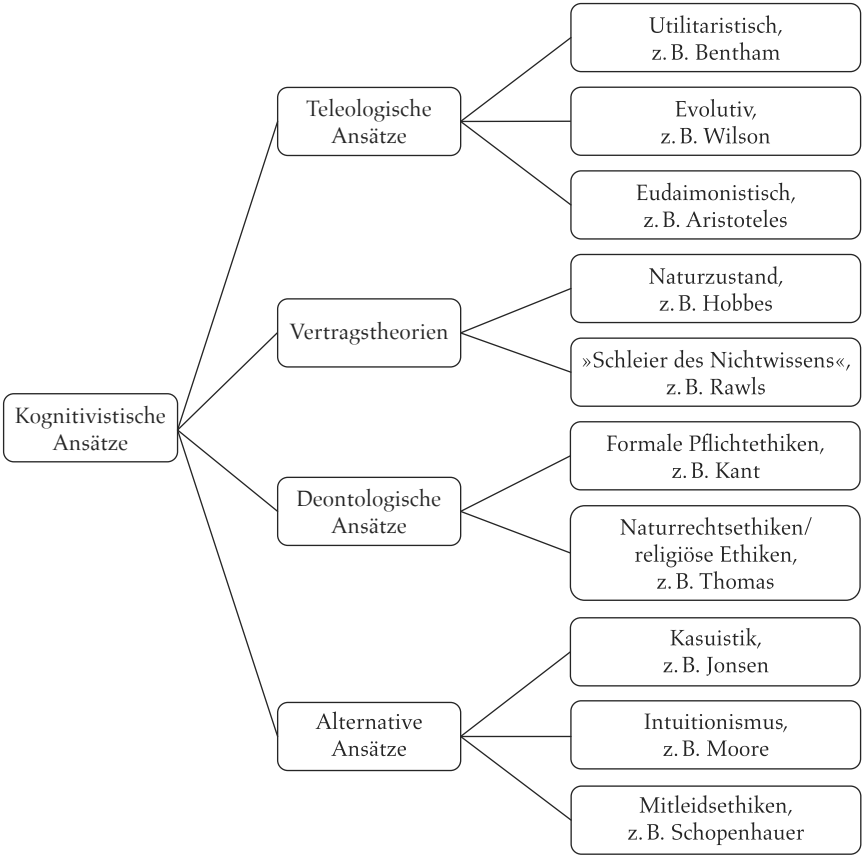 Kognitivistische
Ansätze
Teleologische
Ansätze
Utilitaristisch,
z. B. Bentham
Evolutiv,
z. B. Wilson
Eudaimonistisch,
z. B. Aristoteles
Vertragstheorien
Naturzustand,
z. B. Hobbes
»Schleier des Nichtwissens«,
z. B. Rawls
Deontologische
Ansätze
Formale Pflichtethiken,
z. B. Kant
Naturrechtsethiken/
religiöse Ethiken,
z. B. Thomas
Alternative
Ansätze
Kasuistik,
z. B. Jonsen
Intuitionismus,
z. B. Moore
Mitleidsethiken,
z. B. Schopenhauer